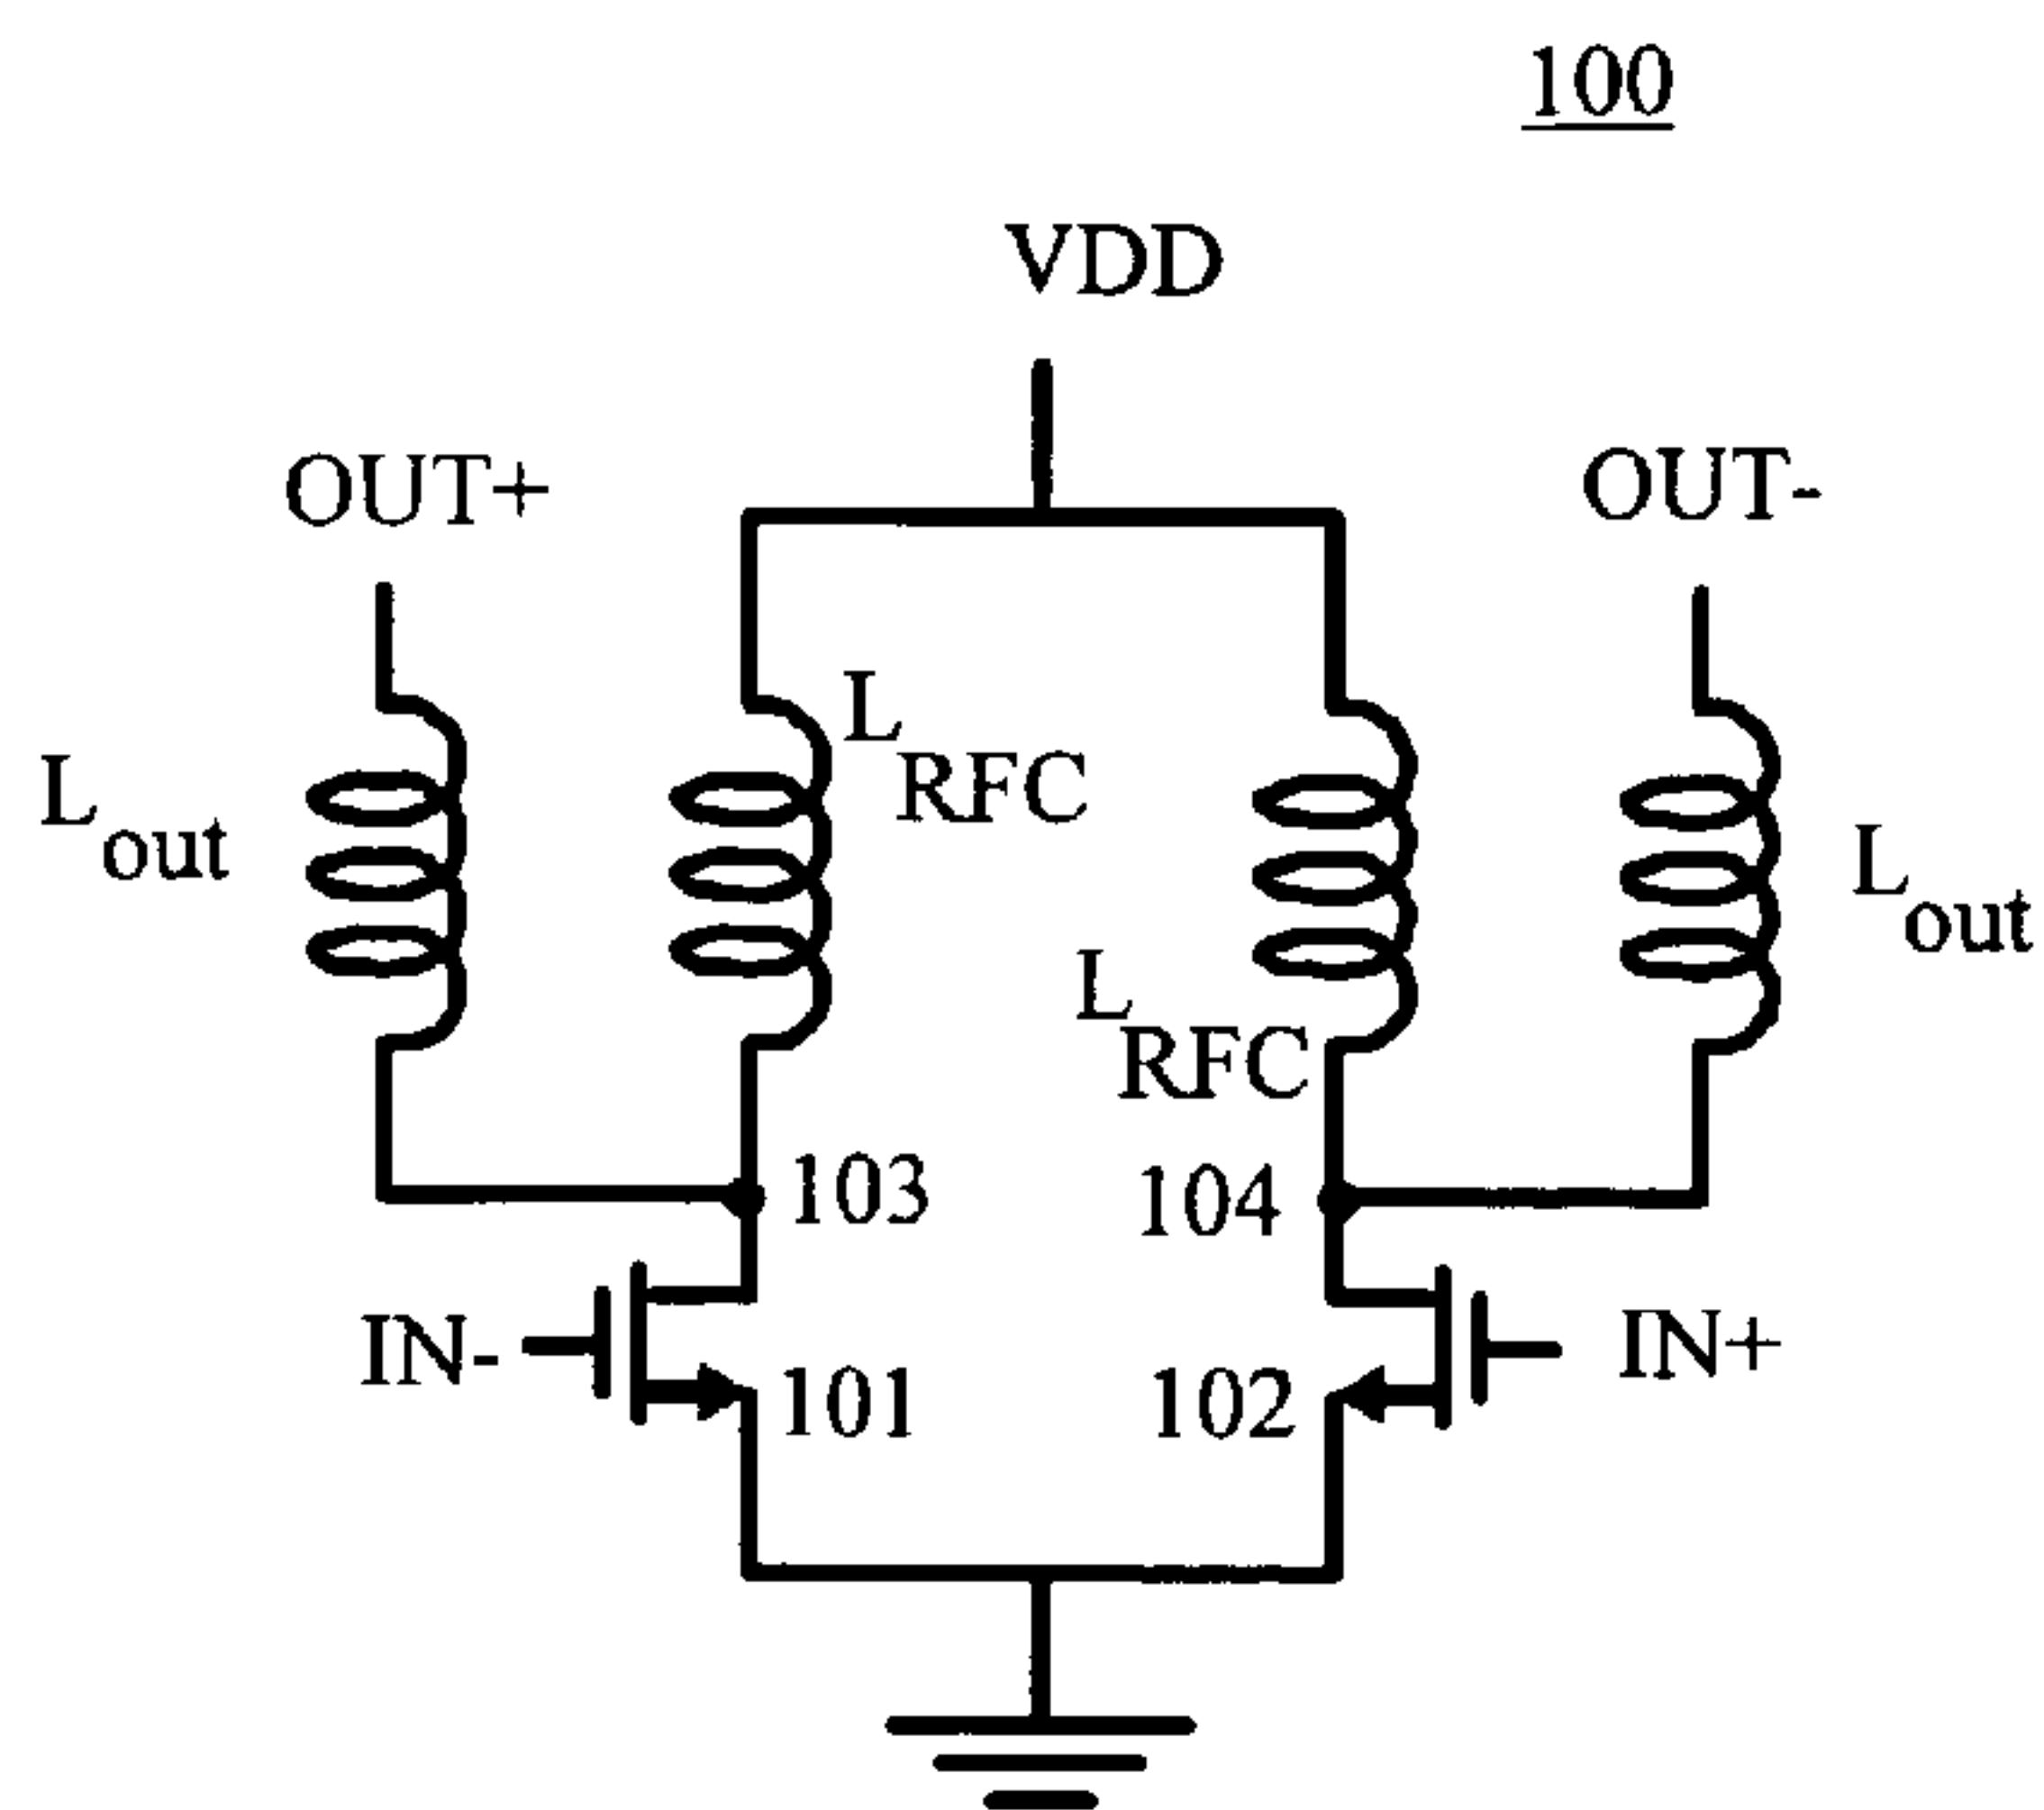 100
VDD
OUT+
OUT-
L RFC
L out
L out
L RFC
103
104
IN-
IN+
101
102